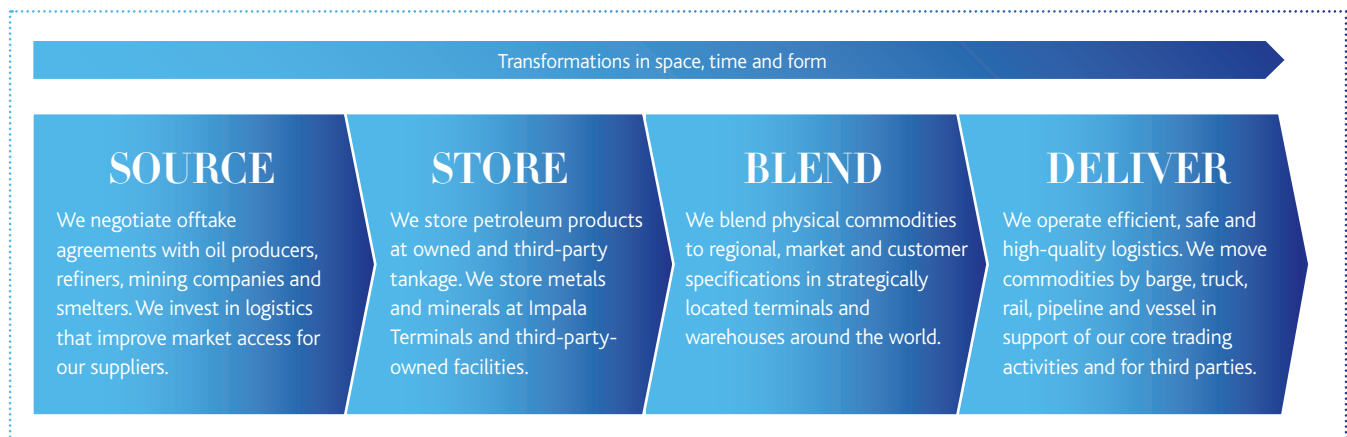 Transformations in space, time and form
SOURCE
We negotiate offtake
agreements with oil producers,
refiners, mining companies and
smelters. We invest in logistics
that improve market access for
our suppliers.
STORE
We store petroleum products
at owned and third-party
tankage. We store metals
and minerals at Impala
Terminals and third-party-
owned facilities.
BLEND
We blend physical commodities
to regional, market and customer
specifications in strategically
located terminals and
warehouses around the world.
DELIVER
We operate efficient, safe and
high-quality logistics. We move
commodities by barge, truck,
rail, pipeline and vessel in
support of our core trading
activities and for third parties.